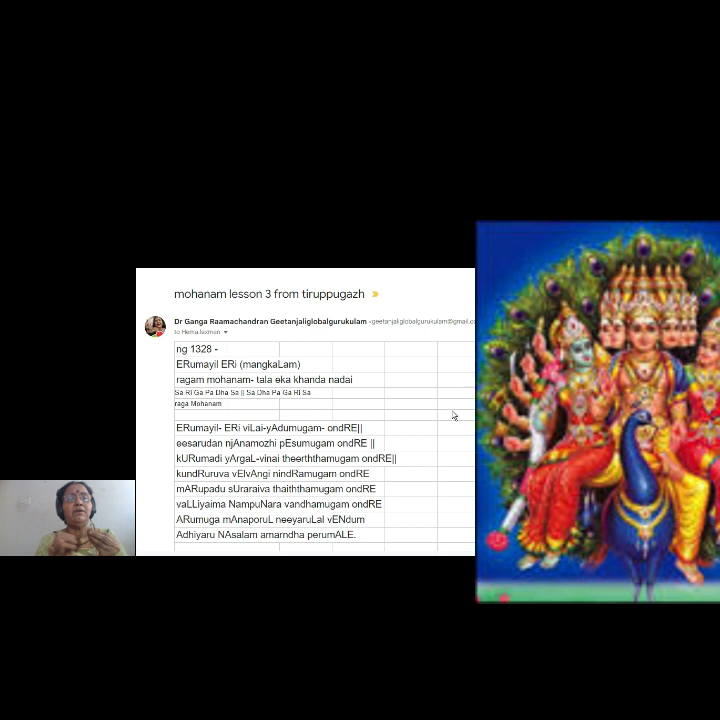 mohanam lesson 3 from tiruppugazh
Dr Ganga Raamachandran Geetanjaliglobalgurukulam <geetanjaliglobalgurukulam@gmail.co
to Hema.laxman
ng 1328 -
ERumayil ERi (mangkaLam)
ragam mohanam- tala eka khanda nadai
Sa Ri Ga Pa Dha Sa || Sa Dha Pa Ga Ri Sa
raga Mohanam
ERumayil- ERi viLai-yAdumugam- ondRE||
eesarudan njAnamozhi pEsumugam ondRE ||
kURumadi yArgaL-vinai theerththamugam ondRE||
kundRuruva vElvAngi nindRamugam ondRE
mARupadu sUraraiva thaiththamugam ondRE
vaLLiyaima NampuNara vandhamugam ondRE
ARumuga mAnaporuL neeyaruLal vENdum
Adhiyaru NAsalam amarndha perumALE.